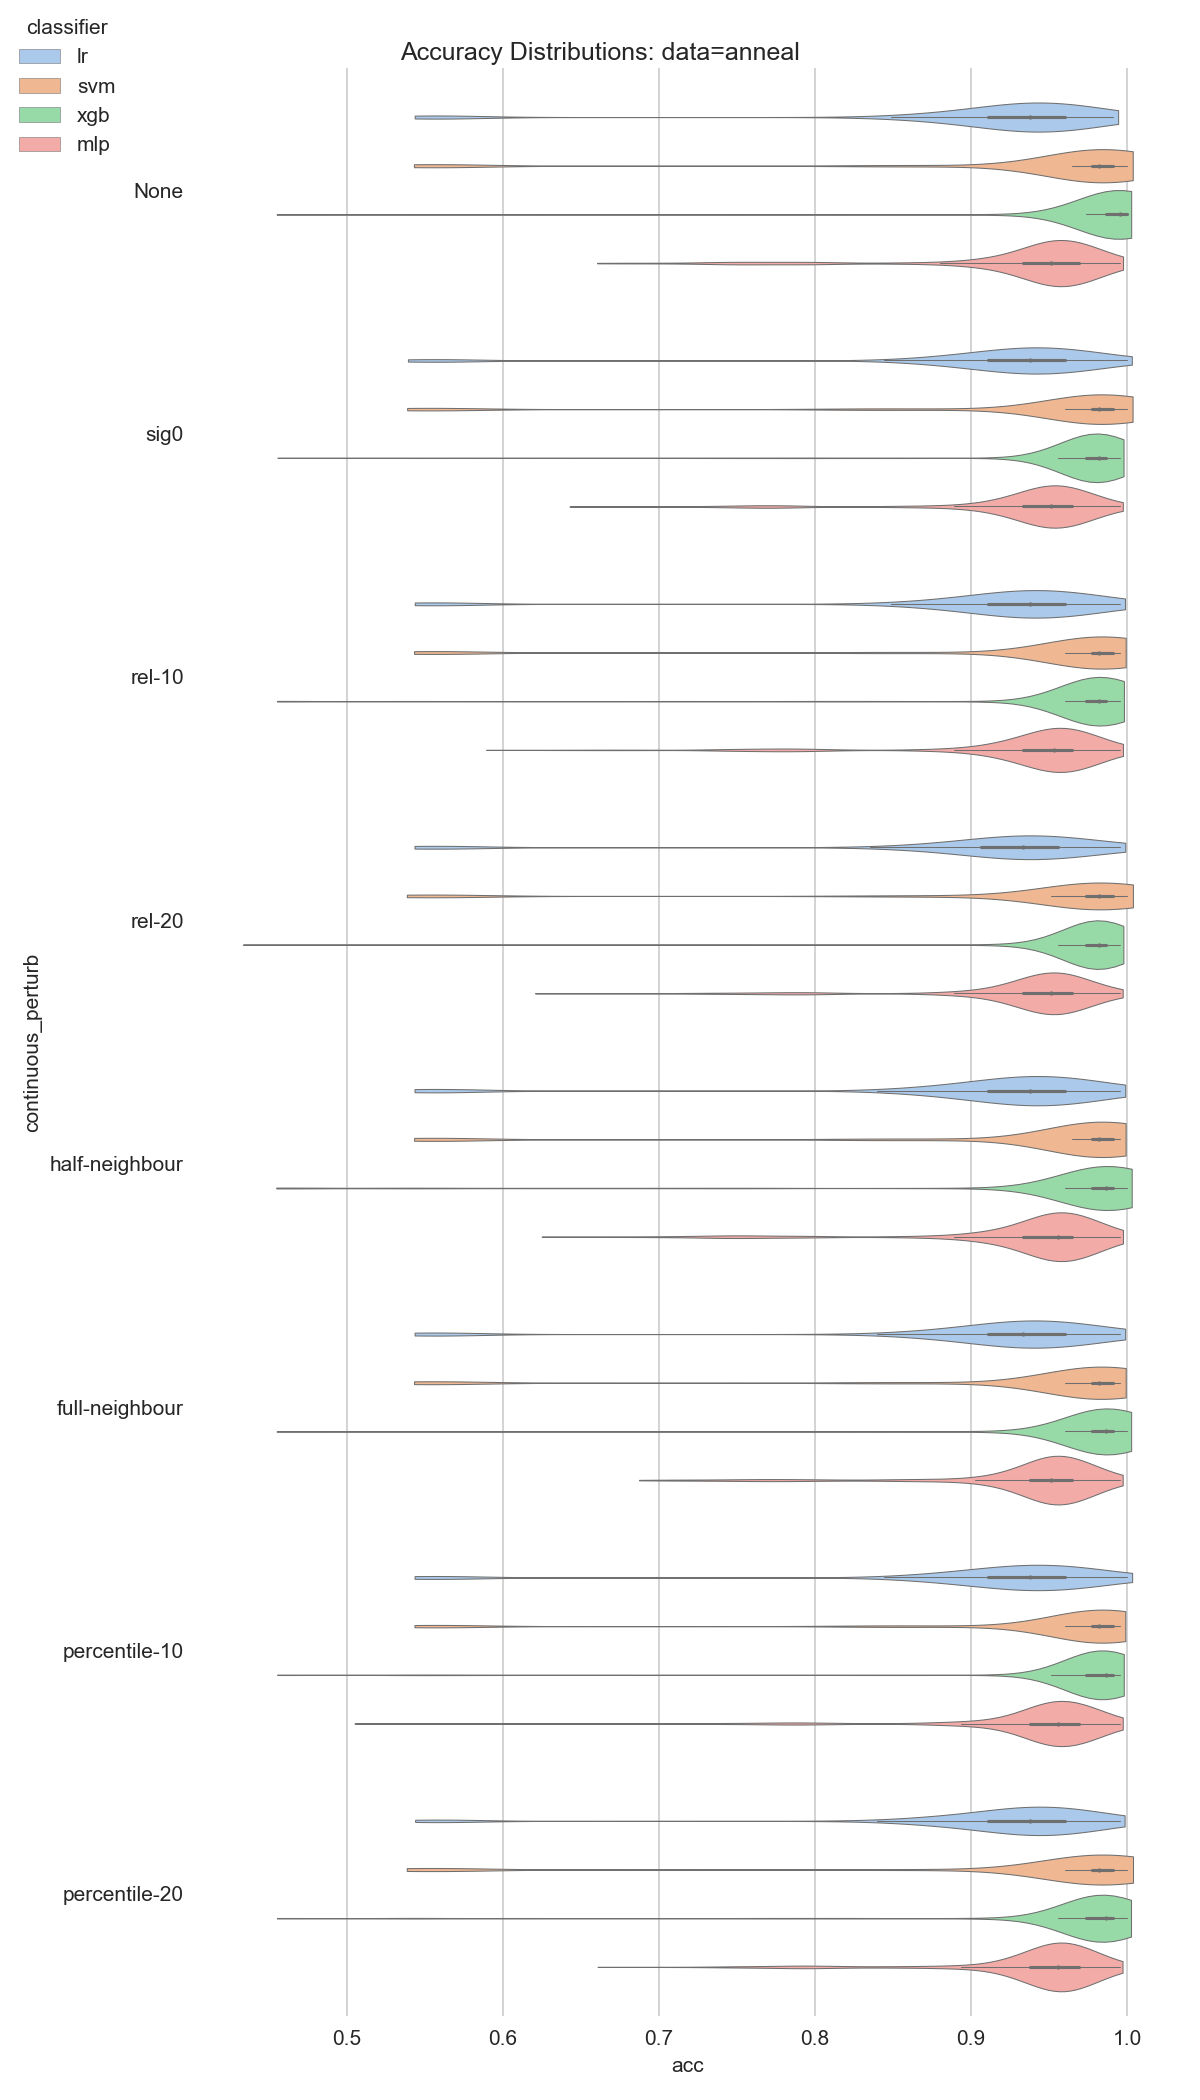 classifier
lr
svm
xgb
mlp
Accuracy Distributions: data=anneal
None
sig0
rel-10
rel-20
continuous_perturb
half-neighbour
full-neighbour
percentile-10
percentile-20
0.5 0.6 0.7 0.8 0.9 1.0
acc